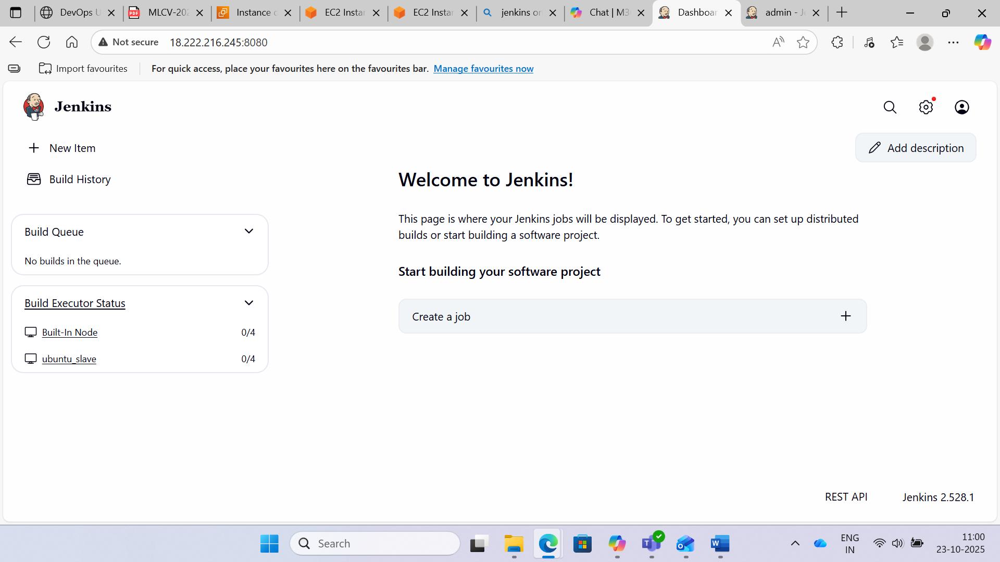 DevOps U
MLCV-202
Instance c
EC2 Instar
EC2 Instar
jenkins on
Chat | M3
Dashboar
admin - Je
Not secure
18.222.216.245:8080
Import favourites
For quick access, place your favourites here on the favourites bar. Manage favourites now
Jenkins
New Item
Add description
Build History
Welcome to Jenkins!
This page is where your Jenkins jobs will be displayed. To get started, you can set up distributed
builds or start building a software project.
Build Queue
No builds in the queue.
Start building your software project
Create a job
Build Executor Status
Built-In Node 0/4
ubuntu_slave 0/4
REST API
Jenkins 2.528.1
Search
ENG
IN
11:00
23-10-2025